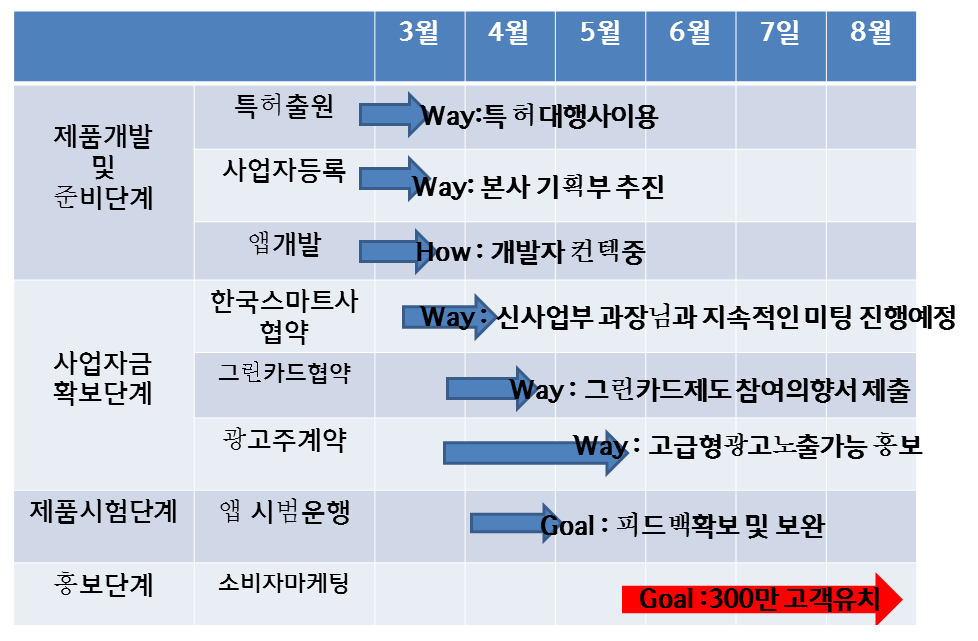 3월 4월 5월 6월 7일 8월
제품개발
및
준비단계
특허출원
Way:특 허대행사이용
사업자등록
Way: 본사 기획부 추진
앱개발
How : 개발자 컨텍중
사업자금
확보단계
한국스마트사
협약
Way : 신사업부 과장님과 지속적인 미팅 진행예정
그린카드협약
Way : 그린카드제도 참여의향서 제출
광고주계약
Way : 고급형광고노출가능 홍보
제품시험단계
앱 시범운행
Goal : 피드백확보 및 보완
홍보단계
소비자마케팅
Goal :300만 고객유치